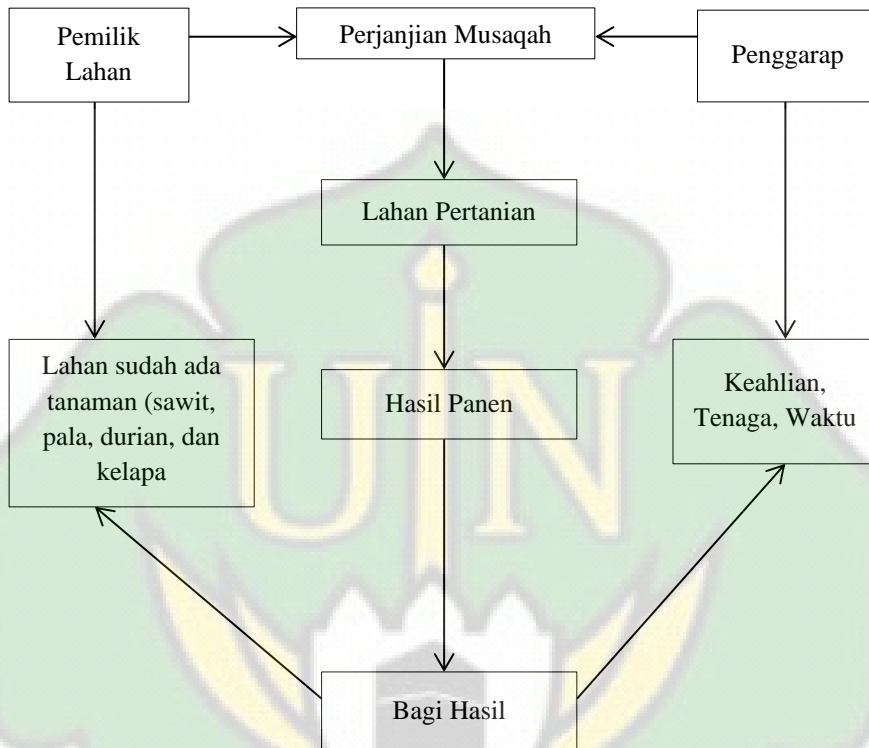 Pemilik
Lahan
Perjanjian Musaqah
Penggarap
Lahan Pertanian
Lahan sudah ada
tanaman (sawit,
pala, durian, dan
kelapa
Hasil Panen
Keahlian,
Tenaga, Waktu
UIN
Bagi Hasil